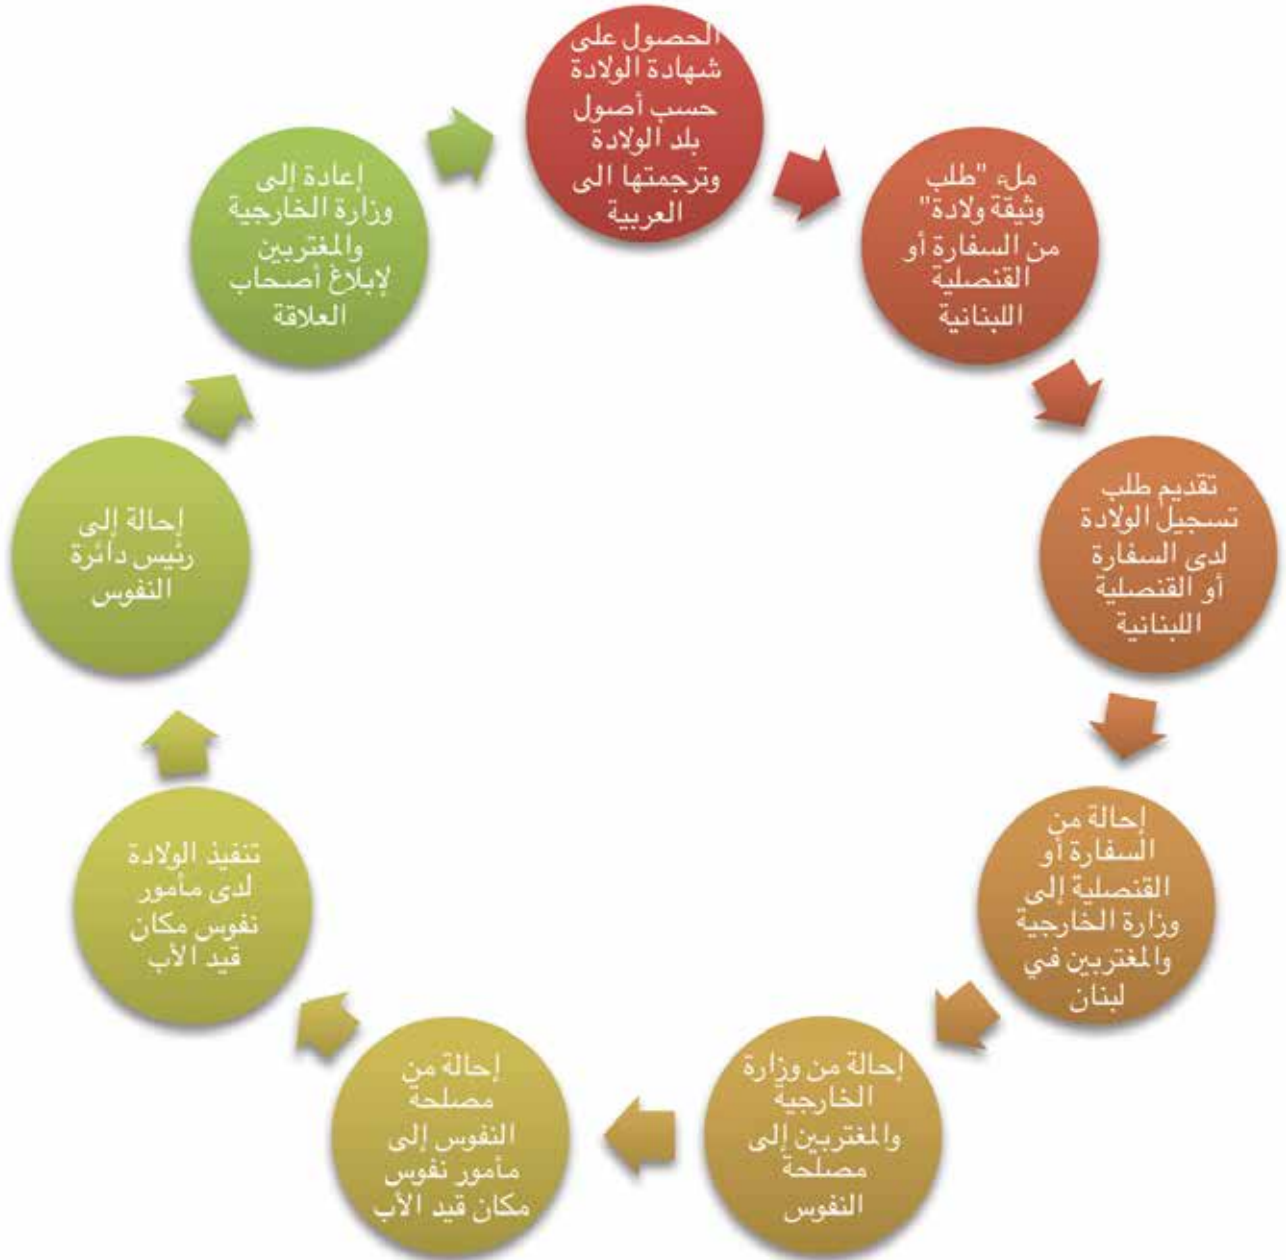 الحصول على
شهادة الولادة
حسب أصول
بلد الولادة
وترجمتها الى
العربية
ملء "طلب
وثيقة ولادة"
من السفارة أو
القنصلية
اللبنانية
تقديم طلب
تسجيل الولادة
لدى السفارة
أو القنصلية
اللبنانية
إحالة من
السفارة أو
القنصلية إلى
وزارة الخارجية
والمغتربين في
لبنان
إحالة من وزارة
الخارجية
والمغتربين إلى
مصلحة
النفوس
إحالة من
مصلحة
النفوس إلى
مأمور نفوس
مكان قيد الأب
تنفيذ الولادة
لدى مأمور
نفوس مكان
قيد الأب
إحالة إلى
رئيس دائرة
النفوس
إعادة إلى
وزارة الخارجية
والمغتربين
لإبلاغ أصحاب
العلاقة